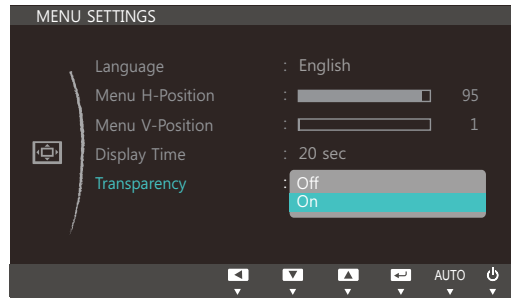 MENU SETTINGS
Language : English
Menu H-Position : 95
Menu V-Position : 1
Display Time : 20 sec
Transparency : Off
On
AUTO